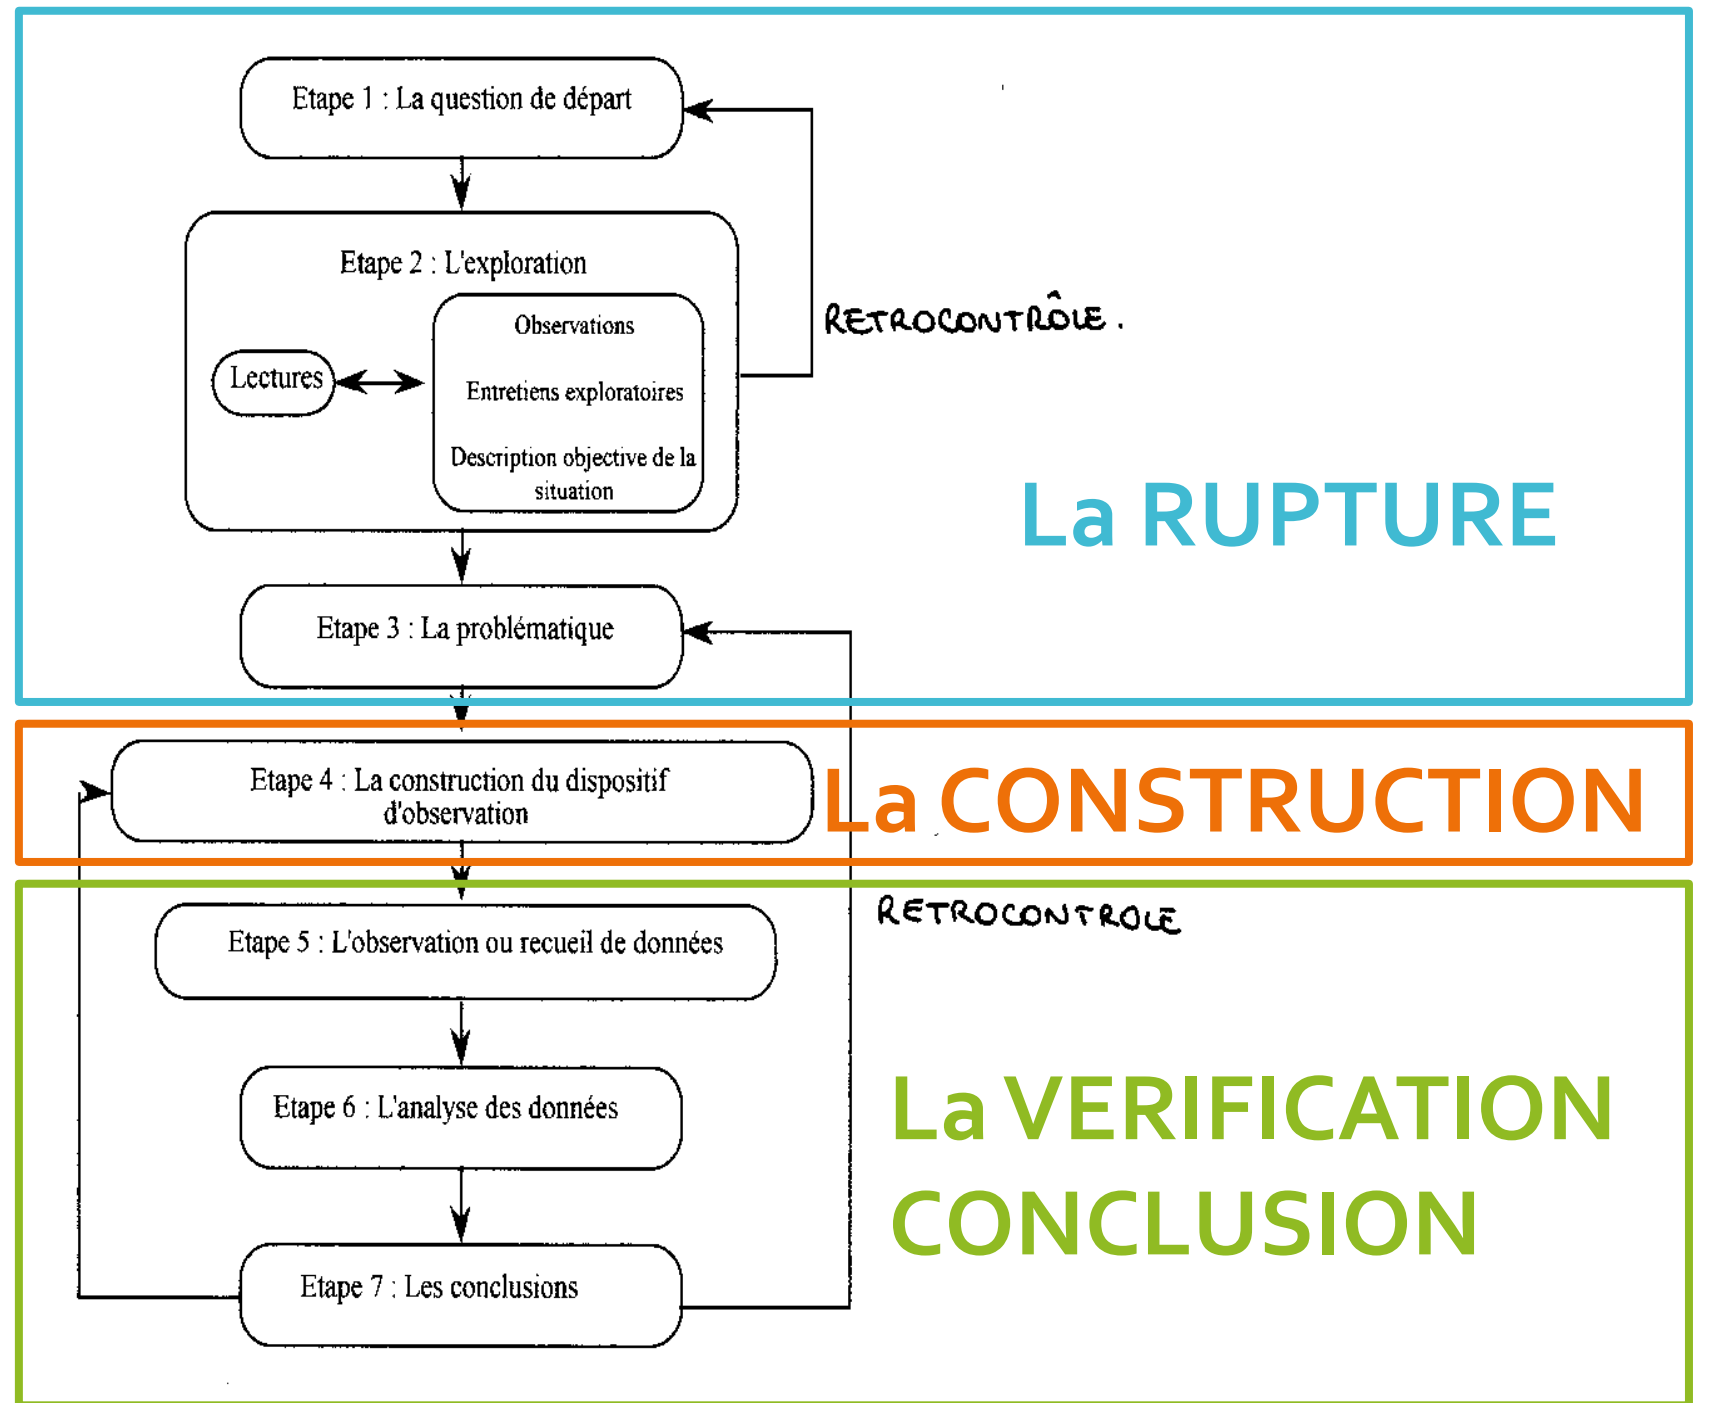 Etape 1 : La question de départ
Etape 2 : L'exploration
Observations
RETROCONTRÔLE.
Lectures
Entretiens exploratoires
Description objective de la
situation
La RUPTURE
Etape 3 : La problématique
Etape 4 : La construction du dispositif
d'observation
La CONSTRUCTION
RETROCONTROLE
Etape 5 : L'observation ou recueil de données
Etape 6 : L'analyse des données
La VERIFICATION
CONCLUSION
Etape 7 : Les conclusions